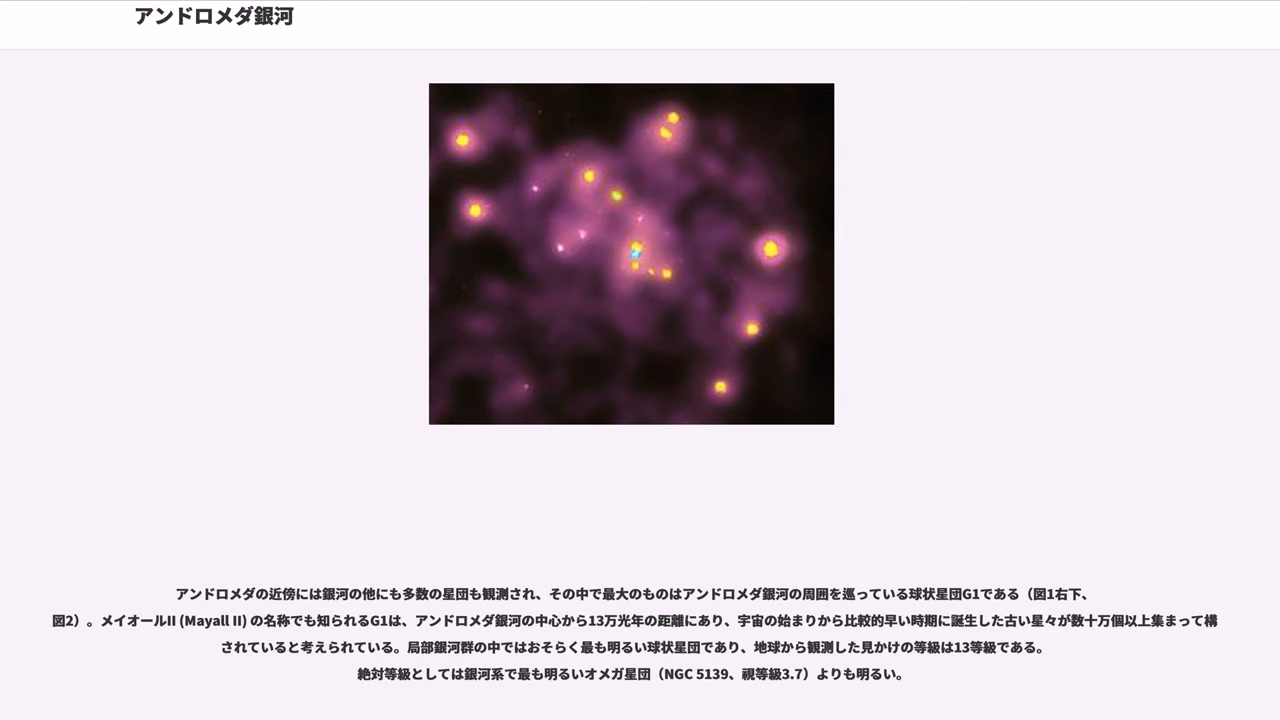 アンドロメダ銀河
アンドロメダの近傍には銀河の他にも多数の星団も観測され、その中で最大のものはアンドロメダ銀河の周囲を巡っている球状星団G1である（図1右下、
図2）。メイオールII (Mayall II) の名称でも知られるG1は、アンドロメダ銀河の中心から13万光年の距離にあり、宇宙の始まりから比較的早い時期に誕生した古い星々が数十万個以上集まって構
されていると考えられている。局部銀河群の中ではおそらく最も明るい球状星団であり、地球から観測した見かけの等級は13等級である。
絶対等級としては銀河系で最も明るいオメガ星団（NGC 5139、視等級3.7）よりも明るい。